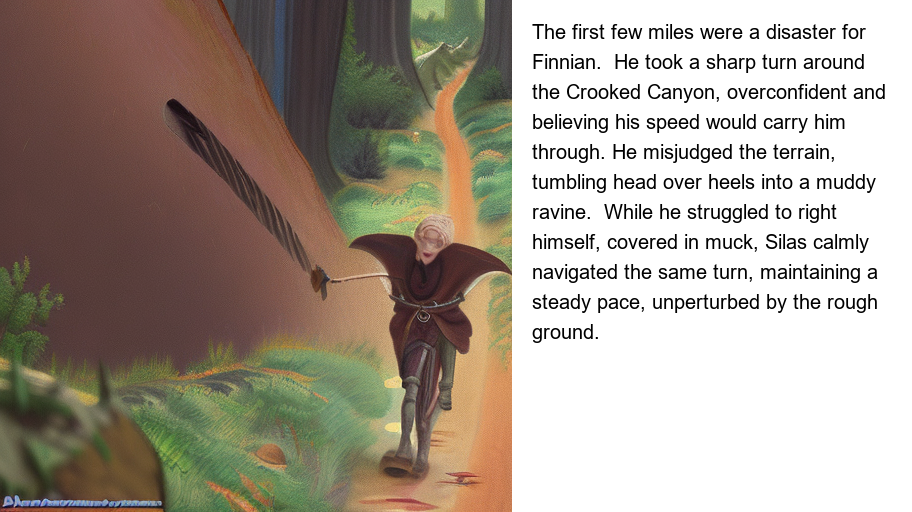 The first few miles were a disaster for
Finnian.  He took a sharp turn around
the Crooked Canyon, overconfident and
believing his speed would carry him
through. He misjudged the terrain,
tumbling head over heels into a muddy
ravine.  While he struggled to right
himself, covered in muck, Silas calmly
navigated the same turn, maintaining a
steady pace, unperturbed by the rough
ground.